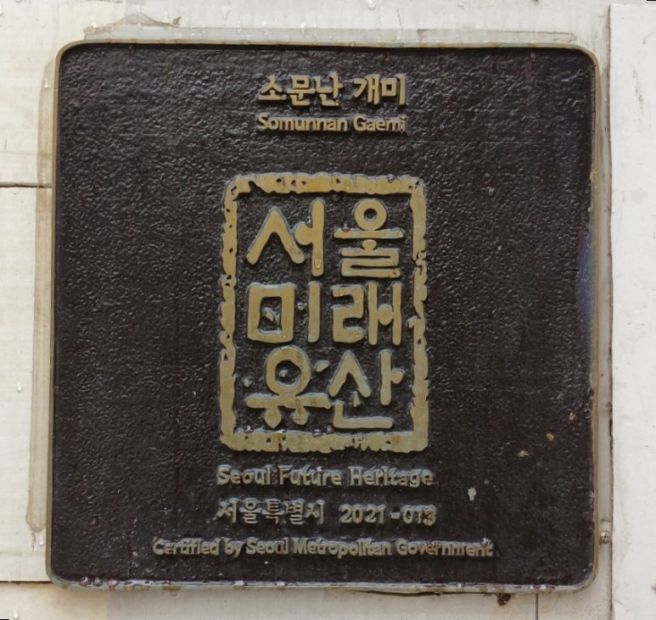 소문난 개미
Somunnan Gaemi
서울
미래
유산
Seoul Future Heritage
서울특별시 2021-013
Certified by Seoul Metropolitan Government